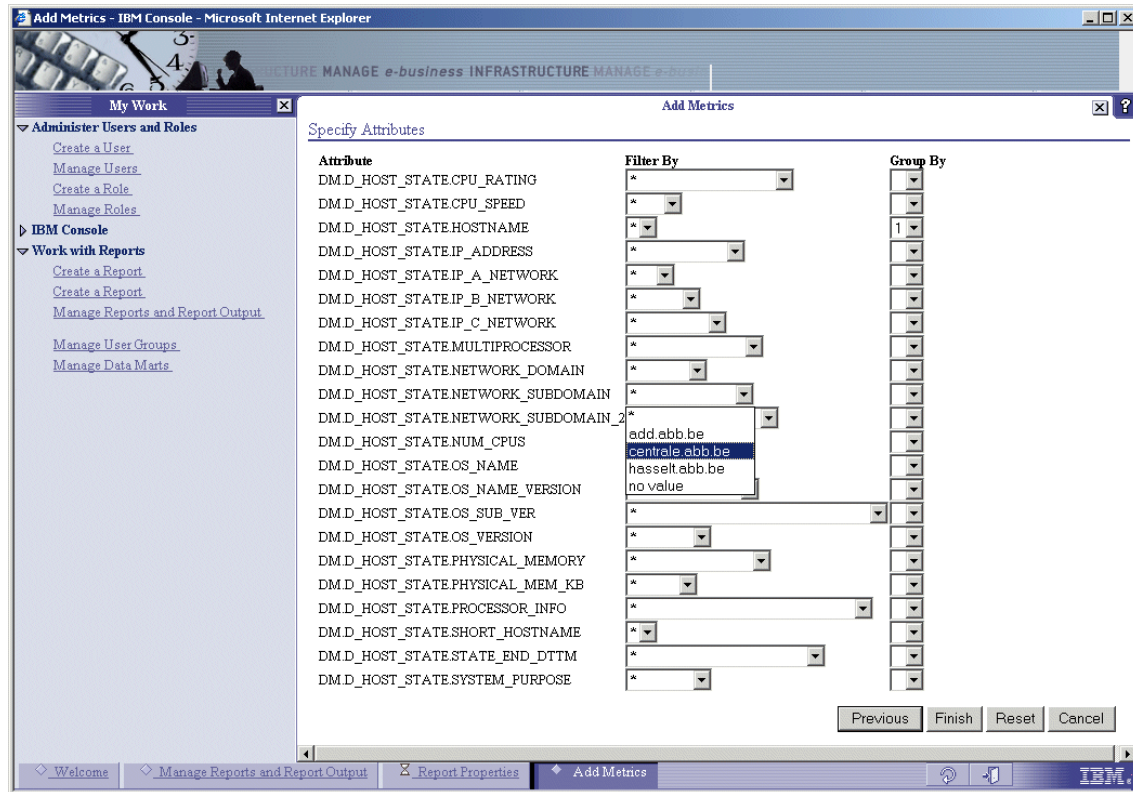 Add Metrics - IBM Console - Microsoft Internet Explorer
UCTURE MANAGE e-business INFRASTRUCTURE MANAGE e-busi
My Work
Add Metrics
?
Administer Users and Roles
Create a User
Manage Users
Create a Role
Manage Roles
IBM Console
Work with Reports
Create a Report
Create a Report
Manage Reports and Report Output
Manage User Groups
Manage Data Marts
Specify Attributes
Attribute Filter By Group By
DM.D_HOST_STATE.CPU_RATING *
DM.D_HOST_STATE.CPU_SPEED *
DM.D_HOST_STATE.HOSTNAME * 1
DM.D_HOST_STATE.IP_ADDRESS *
DM.D_HOST_STATE.IP_A_NETWORK *
DM.D_HOST_STATE.IP_B_NETWORK *
DM.D_HOST_STATE.IP_C_NETWORK *
DM.D_HOST_STATE.MULTIPROCESSOR *
DM.D_HOST_STATE.NETWORK_DOMAIN *
DM.D_HOST_STATE.NETWORK_SUBDOMAIN *
DM.D_HOST_STATE.NETWORK_SUBDOMAIN_2 *
add.abb.be
DM.D_HOST_STATE.NUM_CPUS
centrale.abb.be
DM.D_HOST_STATE.OS_NAME
hasselt.abb.be
DM.D_HOST_STATE.OS_NAME_VERSION
no value
DM.D_HOST_STATE.OS_SUB_VER *
DM.D_HOST_STATE.OS_VERSION *
DM.D_HOST_STATE.PHYSICAL_MEMORY *
DM.D_HOST_STATE.PHYSICAL_MEM_KB *
DM.D_HOST_STATE.PROCESSOR_INFO *
DM.D_HOST_STATE.SHORT_HOSTNAME *
DM.D_HOST_STATE.STATE_END_DTTM *
DM.D_HOST_STATE.SYSTEM_PURPOSE *
Previous Finish Reset Cancel
Welcome Manage Reports and Report Output Report Properties Add Metrics IBM.